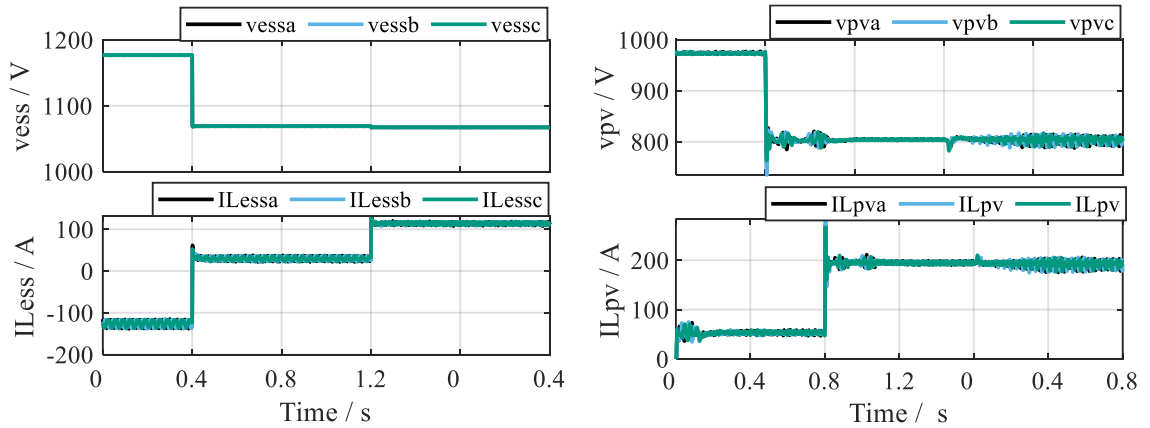 vessa vessb vessc
1200
1100
1000
vess / V
ILessa ILessb ILessc
100
0
-100
-200
ILess / A
0 0.4 0.8 1.2 0 0.4
Time / s
vpva vpvb vpvc
1000
900
800
vpv / V
ILpva ILpv ILpv
200
100
0
ILpv / A
0 0.4 0.8 1.2 0 0.4 0.8
Time / s